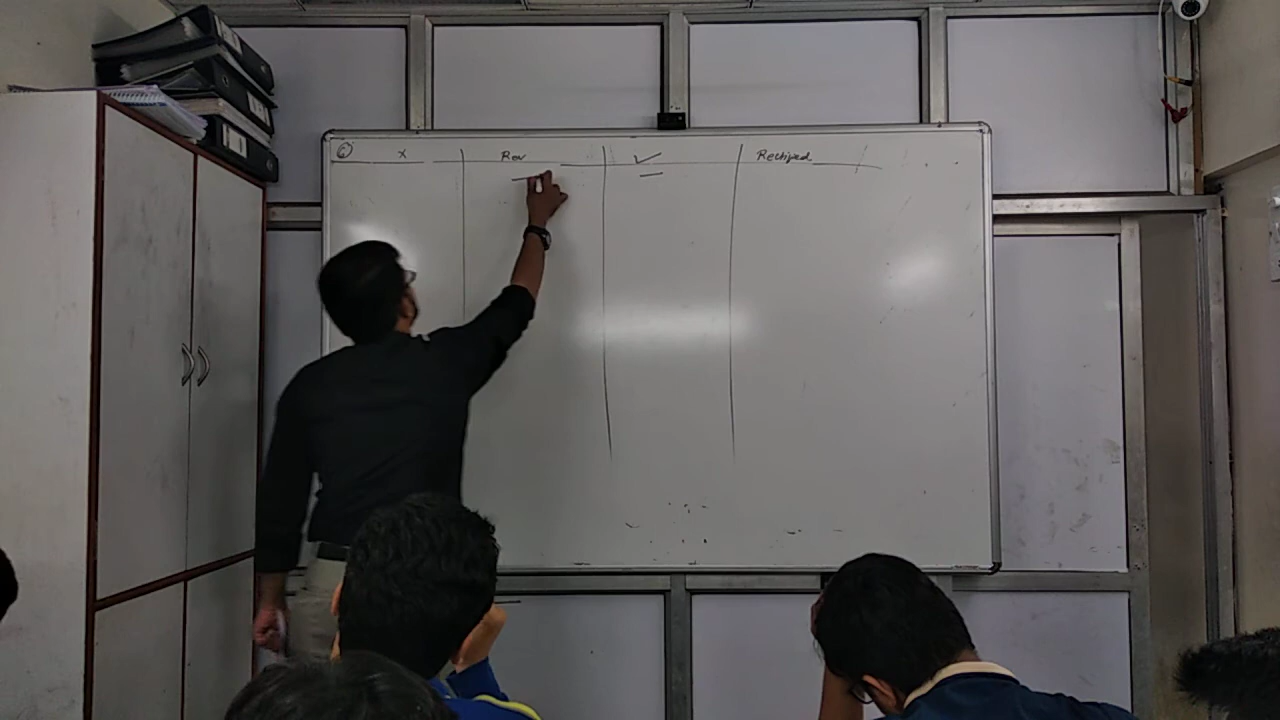 Q x Rev ✓ Rectified